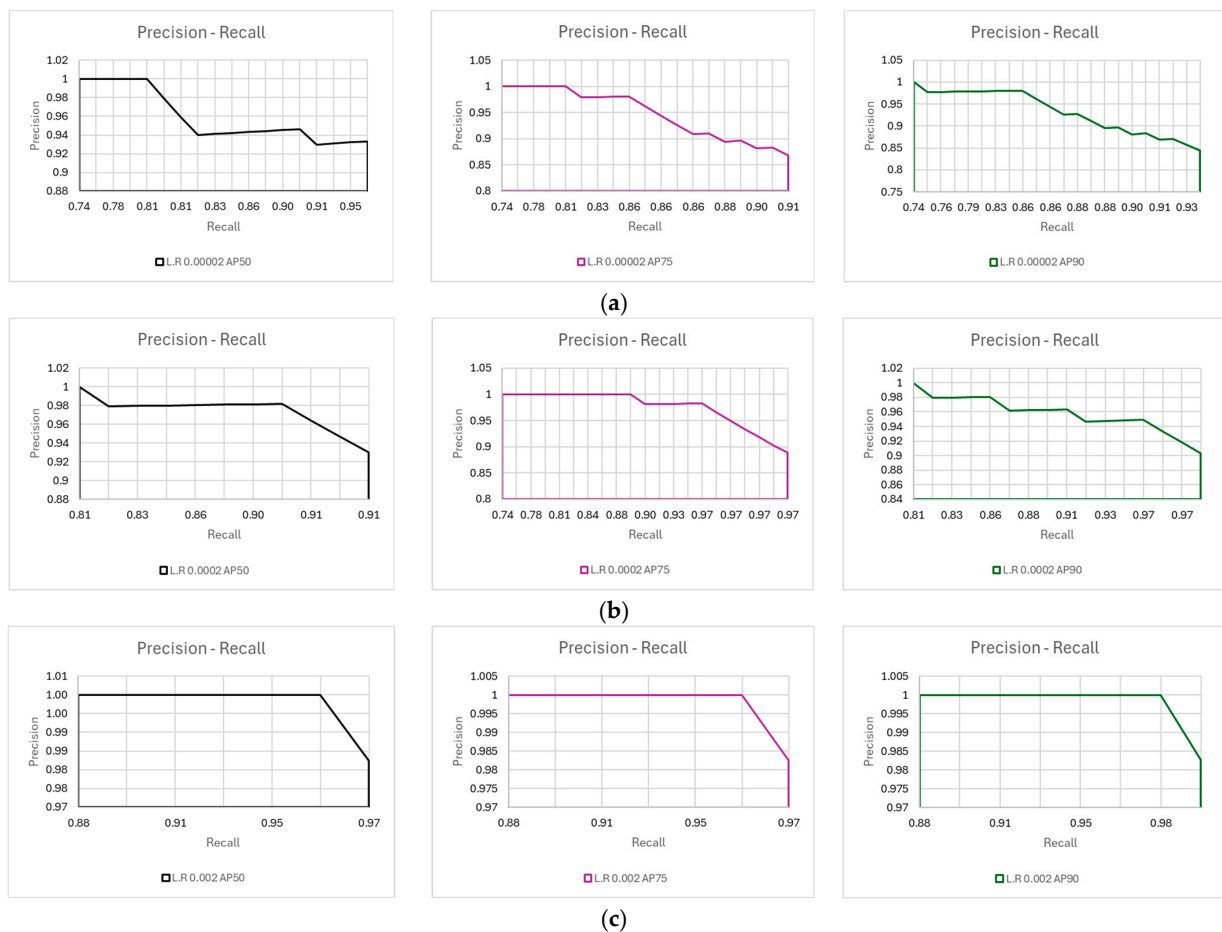 Precision - Recall
1.02
1
0.98
0.96
0.94
0.92
0.9
0.88
Precision
0.74 0.78 0.81 0.81 0.83 0.86 0.90 0.91 0.95
Recall
L.R 0.00002 AP50
Precision - Recall
1.05
1
0.95
0.9
0.85
0.8
Precision
0.74 0.78 0.81 0.83 0.86 0.86 0.86 0.88 0.90 0.91
Recall
L.R 0.00002 AP75
Precision - Recall
1.05
1
0.95
0.9
0.85
0.8
0.75
Precision
0.74 0.76 0.79 0.83 0.86 0.86 0.88 0.88 0.90 0.91 0.93
Recall
L.R 0.00002 AP90
(a)
Precision - Recall
1.02
1
0.98
0.96
0.94
0.92
0.9
0.88
Precision
0.81 0.83 0.86 0.90 0.91 0.91
Recall
L.R 0.0002 AP50
Precision - Recall
1.05
1
0.95
0.9
0.85
0.8
Precision
0.74 0.78 0.81 0.84 0.88 0.90 0.93 0.97 0.97 0.97 0.97
Recall
L.R 0.0002 AP75
Precision - Recall
1.02
1
0.98
0.96
0.94
0.92
0.9
0.88
0.86
0.84
Precision
0.81 0.83 0.86 0.88 0.91 0.93 0.97 0.97
Recall
L.R 0.0002 AP90
(b)
Precision - Recall
1.01
1.00
1.00
0.99
0.99
0.98
0.98
0.97
Precision
0.88 0.91 0.95 0.97
Recall
L.R 0.002 AP50
Precision - Recall
1.005
1
0.995
0.99
0.985
0.98
0.975
0.97
Precision
0.88 0.91 0.95 0.97
Recall
L.R 0.002 AP75
Precision - Recall
1.005
1
0.995
0.99
0.985
0.98
0.975
0.97
Precision
0.88 0.91 0.95 0.98
Recall
L.R 0.002 AP90
(c)